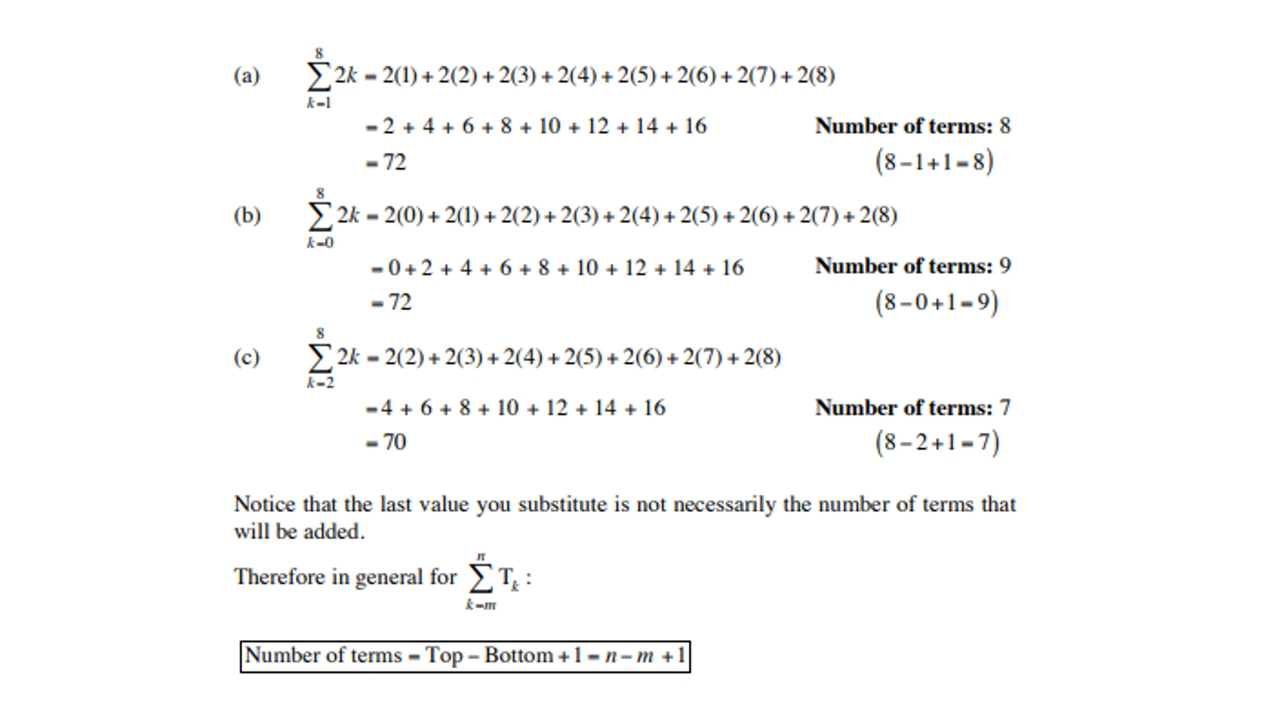 (a) \sum_{k=1}^{8} 2k = 2(1) + 2(2) + 2(3) + 2(4) + 2(5) + 2(6) + 2(7) + 2(8)
= 2 + 4 + 6 + 8 + 10 + 12 + 14 + 16 Number of terms: 8
= 72 (8 – 1 + 1 = 8)
(b) \sum_{k=0}^{8} 2k = 2(0) + 2(1) + 2(2) + 2(3) + 2(4) + 2(5) + 2(6) + 2(7) + 2(8)
= 0 + 2 + 4 + 6 + 8 + 10 + 12 + 14 + 16 Number of terms: 9
= 72 (8 – 0 + 1 = 9)
(c) \sum_{k=2}^{8} 2k = 2(2) + 2(3) + 2(4) + 2(5) + 2(6) + 2(7) + 2(8)
= 4 + 6 + 8 + 10 + 12 + 14 + 16 Number of terms: 7
= 70 (8 – 2 + 1 = 7)
Notice that the last value you substitute is not necessarily the number of terms that
will be added.
Therefore in general for \sum_{k=m}^{n} T_k :
Number of terms = Top – Bottom + 1 = n – m + 1